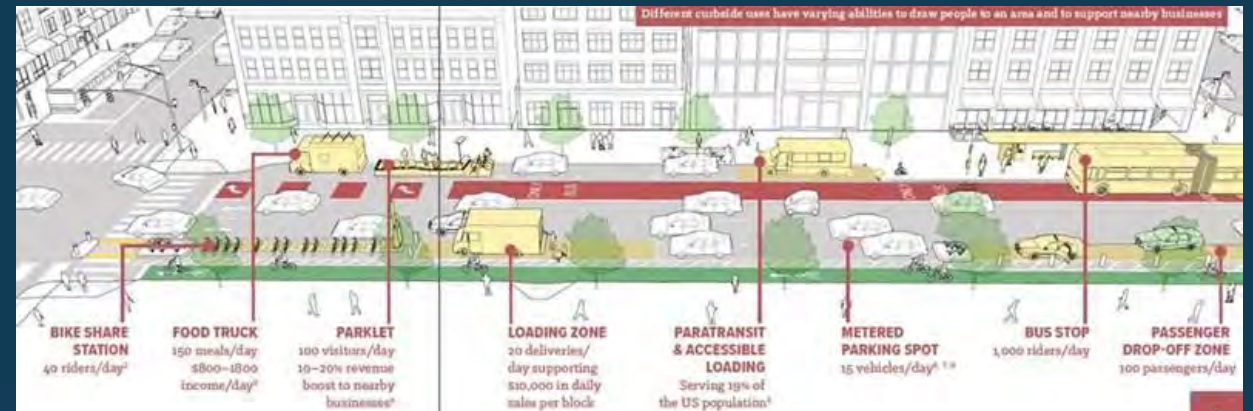 Different curbside uses have varying abilities to draw people to an area and to support nearby businesses
BIKE SHARE
STATION
40 riders/day²
FOOD TRUCK
150 meals/day
$800–1800
income/day³
PARKLET
100 visitors/day
10–20% revenue
boost to nearby
businesses⁴
LOADING ZONE
20 deliveries/
day supporting
$10,000 in daily
sales per block
PARATRANSIT
& ACCESSIBLE
LOADING
Serving 19% of
the US population⁵
METERED
PARKING SPOT
15 vehicles/day
BUS STOP
1,000 riders/day
PASSENGER
DROP-OFF ZONE
100 passengers/day